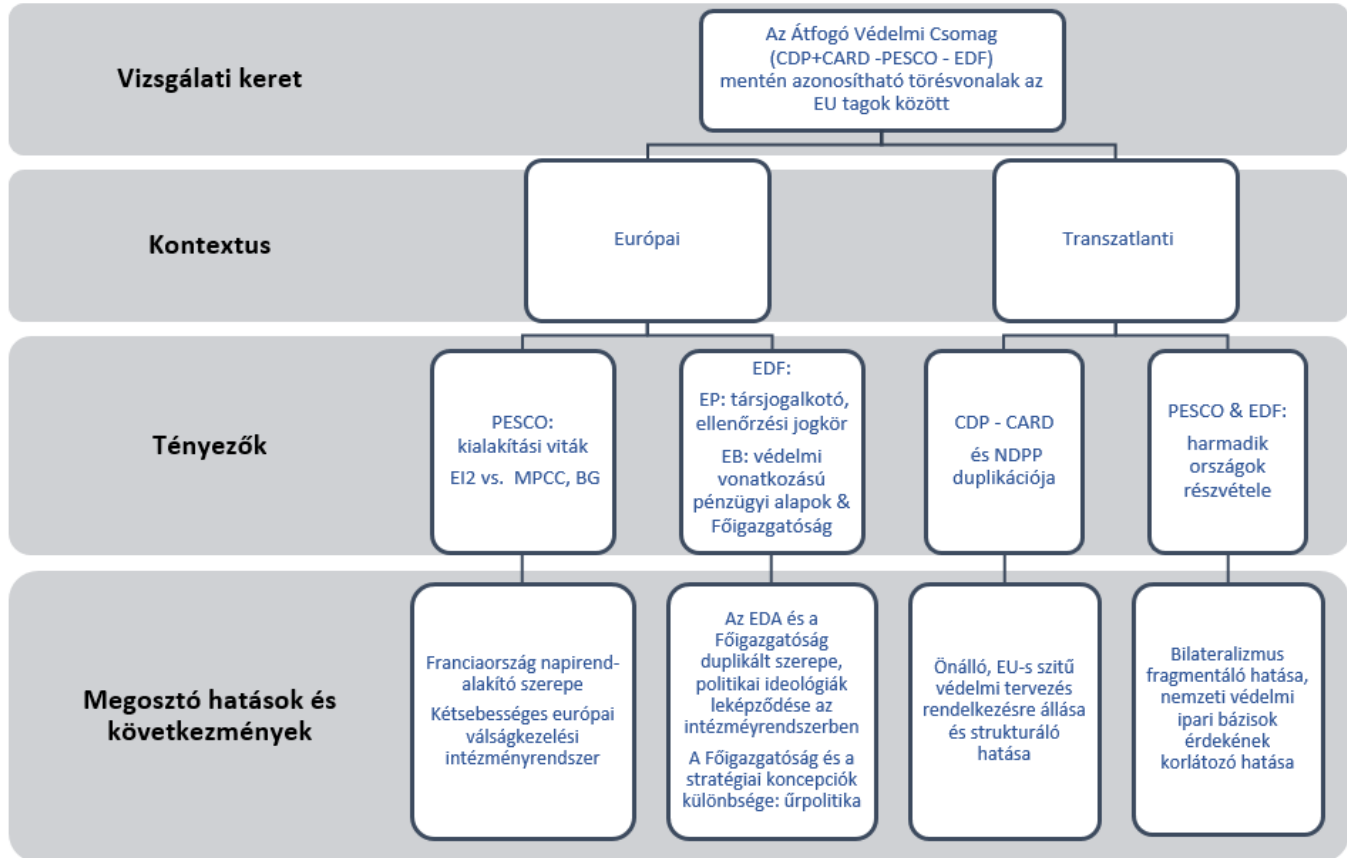 Vizsgálati keret
Az Átfogó Védelmi Csomag
(CDP+CARD -PESCO - EDF)
mentén azonosítható törésvonalak az
EU tagok között
Kontextus
Európai
Transzatlanti
Tényezők
PESCO:
kialakítási viták
EI2 vs. MPCC, BG
EDF:
EP: társjogalkotó,
ellenőrzési jogkör
EB: védelmi
vonatkozású
pénzügyi alapok &
Főigazgatóság
CDP - CARD
és NDPP
duplikációja
PESCO & EDF:
harmadik
országok
részvétele
Megosztó hatások és
következmények
Franciaország napirend-
alakító szerepe
Kétsebességes európai
válságkezelési
intézményrendszer
Az EDA és a
Főigazgatóság
duplikált szerepe,
politikai ideológiák
leképződése az
intézméyrendszerben
A Főigazgatóság és a
stratégiai koncepciók
különbsége: űrpolitika
Önálló, EU-s szitű
védelmi tervezés
rendelkezésre állása
és strukturáló
hatása
Bilateralizmus
fragmentáló hatása,
nemzeti védelmi
ipari bázisok
érdekének
korlátozó hatása